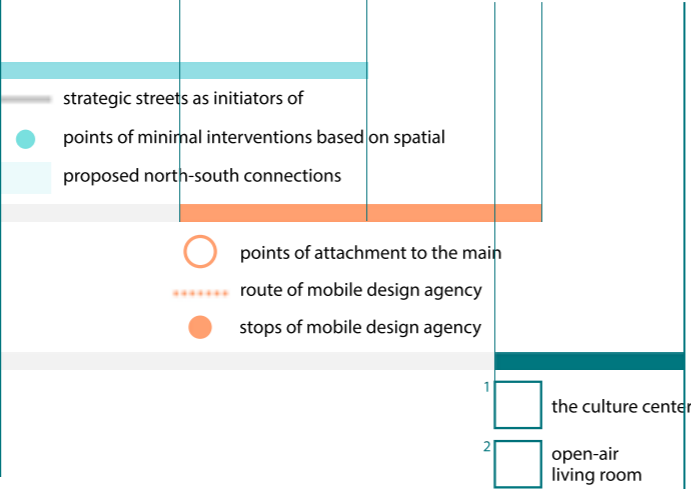 strategic streets as initiators of
points of minimal interventions based on spatial
proposed north-south connections
points of attachment to the main
route of mobile design agency
stops of mobile design agency
1
the culture center
2
open-air
living room